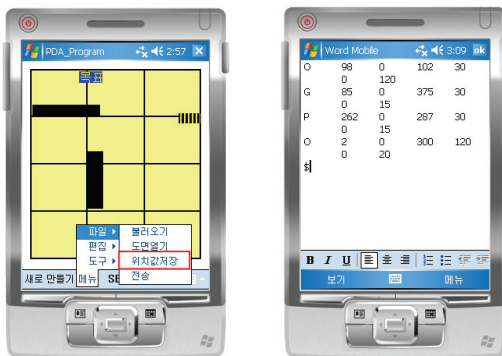 PDA_Program 2:57
목표
파일
편집
도구
불러오기
도면열기
위치값저장
전송
새로 만들기 메뉴 SE
Word Mobile 3:09 ok
O 98 0 102 30
0 120
G 85 0 375 30
0 15
P 262 0 287 30
0 15
O 2 0 300 120
0 20
$
B I U
보기 메뉴